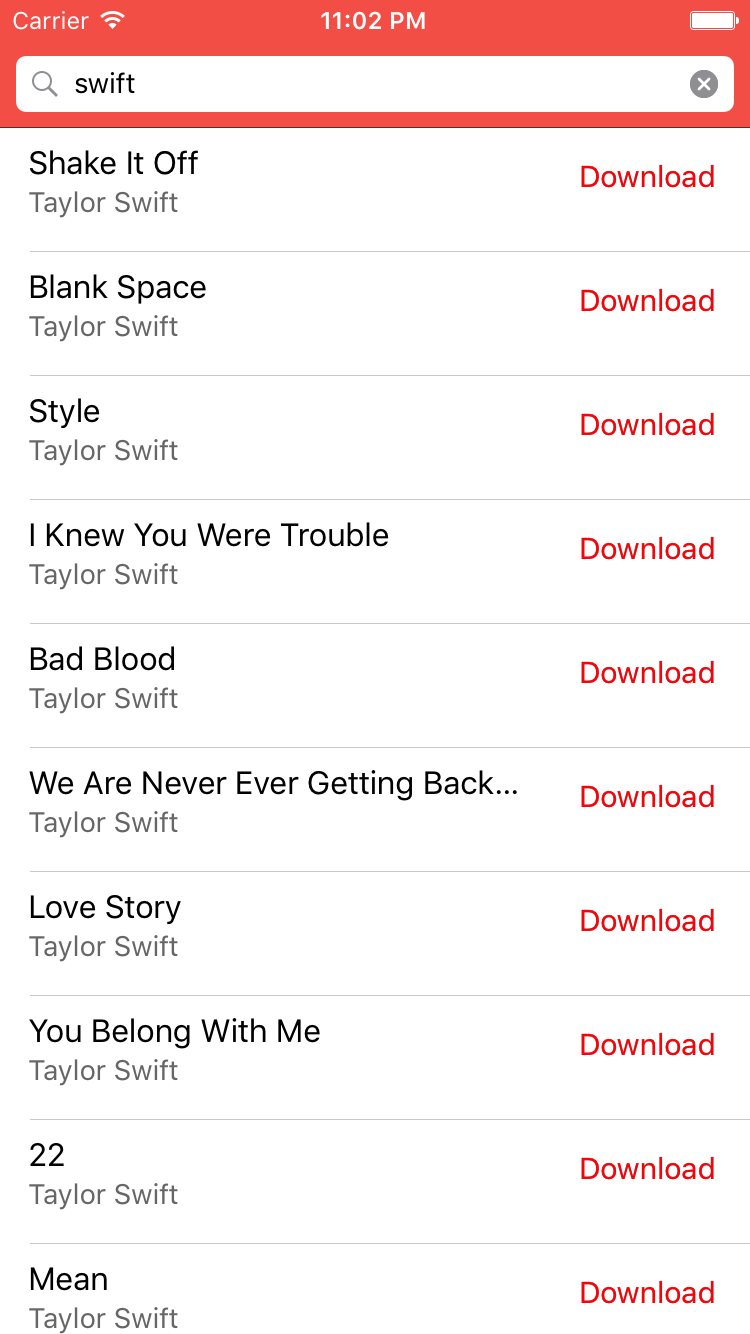 Carrier 11:02 PM
swift
Shake It Off
Taylor Swift
Download
Blank Space
Taylor Swift
Download
Style
Taylor Swift
Download
I Knew You Were Trouble
Taylor Swift
Download
Bad Blood
Taylor Swift
Download
We Are Never Ever Getting Back...
Taylor Swift
Download
Love Story
Taylor Swift
Download
You Belong With Me
Taylor Swift
Download
22
Taylor Swift
Download
Mean
Taylor Swift
Download